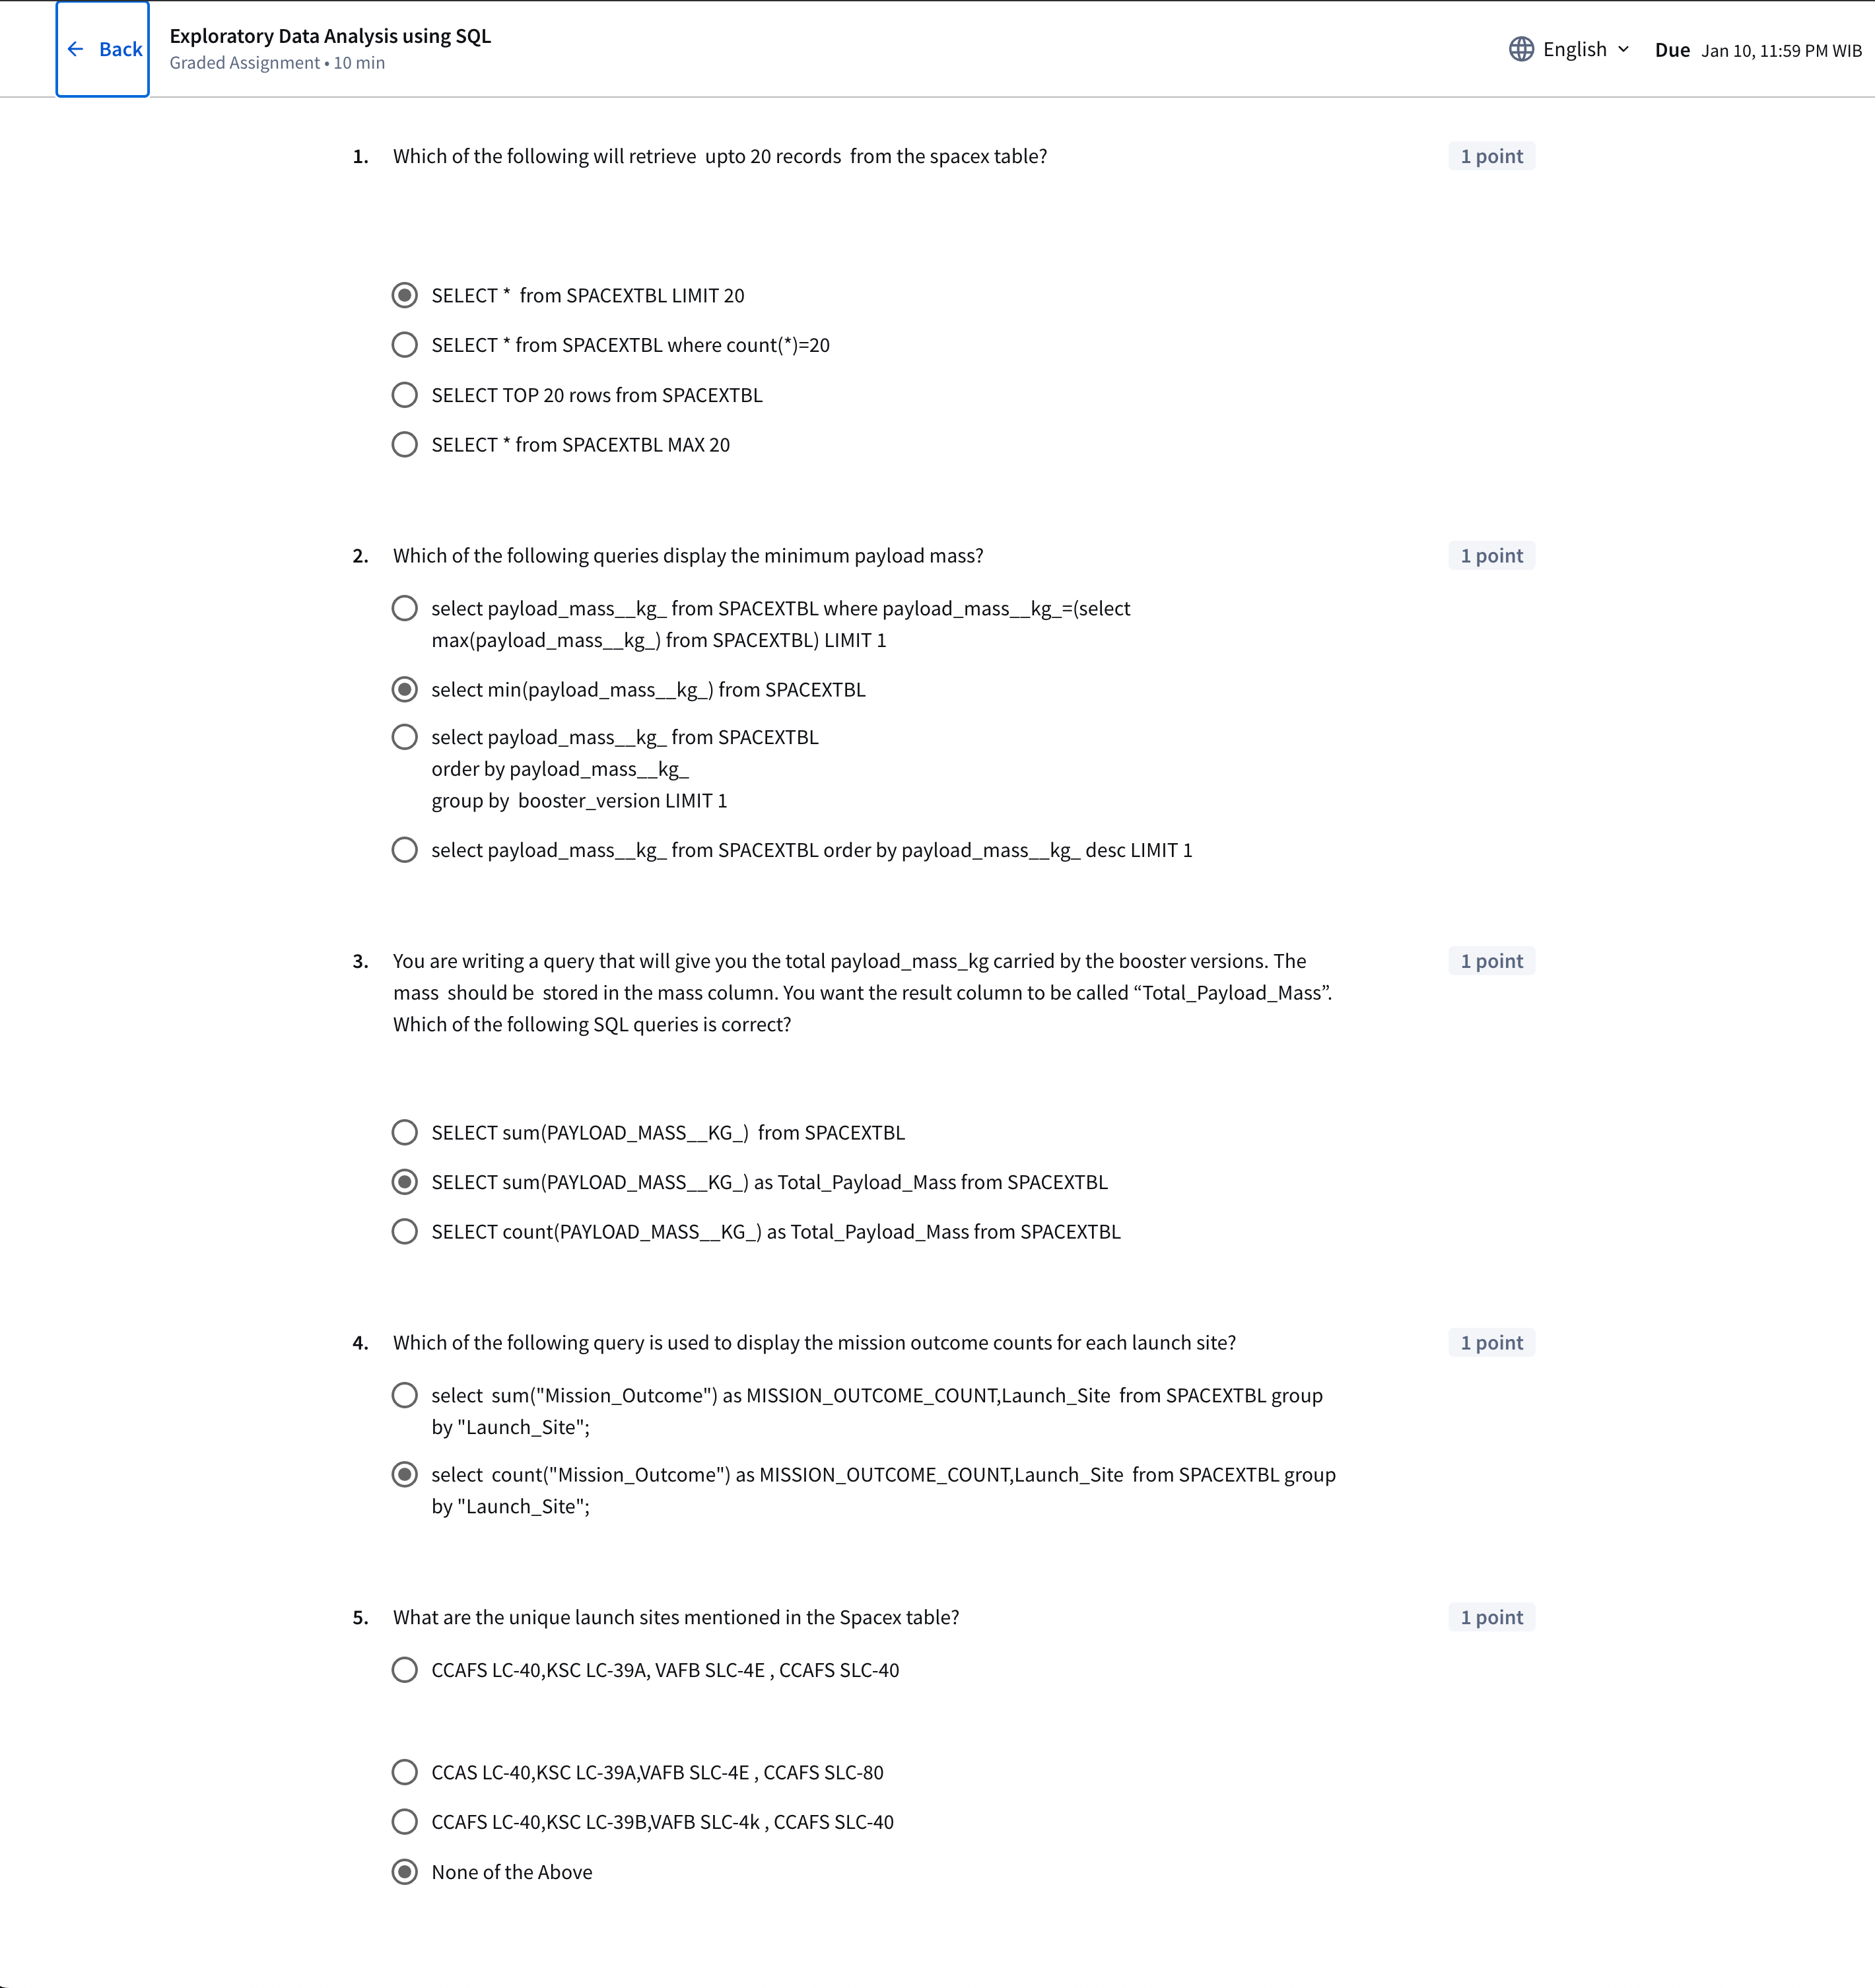 Back
Exploratory Data Analysis using SQL
Graded Assignment • 10 min
English
Due Jan 10, 11:59 PM WIB
1. Which of the following will retrieve upto 20 records from the spacex table?
1 point
SELECT * from SPACEXTBL LIMIT 20
SELECT * from SPACEXTBL where count(*)=20
SELECT TOP 20 rows from SPACEXTBL
SELECT * from SPACEXTBL MAX 20
2. Which of the following queries display the minimum payload mass?
1 point
select payload_mass__kg_ from SPACEXTBL where payload_mass__kg_=(select
max(payload_mass__kg_) from SPACEXTBL) LIMIT 1
select min(payload_mass__kg_) from SPACEXTBL
select payload_mass__kg_ from SPACEXTBL
order by payload_mass__kg_
group by booster_version LIMIT 1
select payload_mass__kg_ from SPACEXTBL order by payload_mass__kg_ desc LIMIT 1
3. You are writing a query that will give you the total payload_mass_kg carried by the booster versions. The
1 point
mass should be stored in the mass column. You want the result column to be called “Total_Payload_Mass”.
Which of the following SQL queries is correct?
SELECT sum(PAYLOAD_MASS__KG_) from SPACEXTBL
SELECT sum(PAYLOAD_MASS__KG_) as Total_Payload_Mass from SPACEXTBL
SELECT count(PAYLOAD_MASS__KG_) as Total_Payload_Mass from SPACEXTBL
4. Which of the following query is used to display the mission outcome counts for each launch site?
1 point
select sum("Mission_Outcome") as MISSION_OUTCOME_COUNT,Launch_Site from SPACEXTBL group
by "Launch_Site";
select count("Mission_Outcome") as MISSION_OUTCOME_COUNT,Launch_Site from SPACEXTBL group
by "Launch_Site";
5. What are the unique launch sites mentioned in the Spacex table?
1 point
CCAFS LC-40,KSC LC-39A, VAFB SLC-4E , CCAFS SLC-40
CCAS LC-40,KSC LC-39A,VAFB SLC-4E , CCAFS SLC-80
CCAFS LC-40,KSC LC-39B,VAFB SLC-4k , CCAFS SLC-40
None of the Above